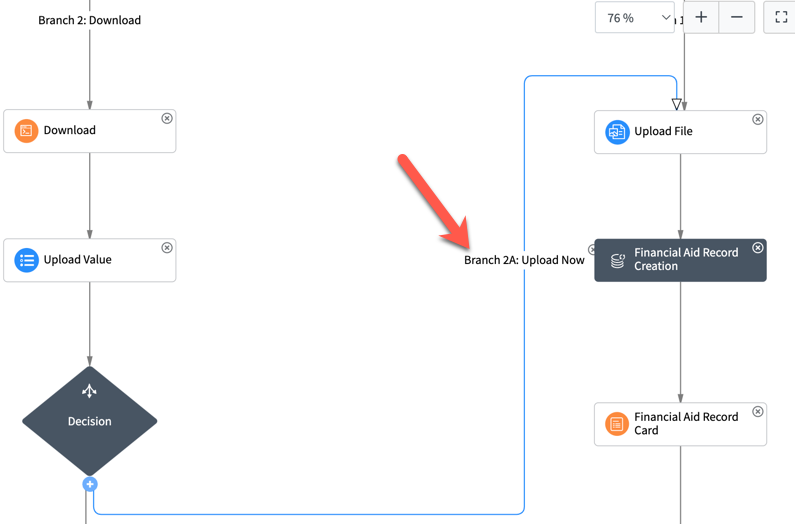 Branch 2: Download
76 %
Download
Upload File
Upload Value
Branch 2A: Upload Now
Financial Aid Record
Creation
Decision
Financial Aid Record
Card